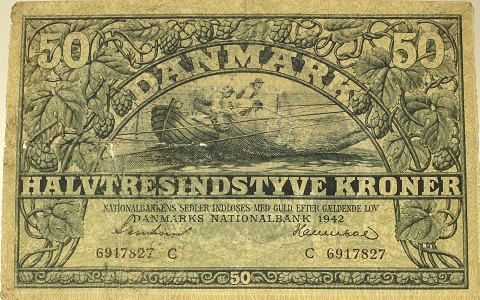 50 50
DANMARK
HALVTRESINDSTYVE KRONER
NATIONALBANKENS SEDLER INDLØSES MED GULD EFTER GÆLDENDE LOV
DANMARKS NATIONALBANK 1942
6917827 C C 6917827
50